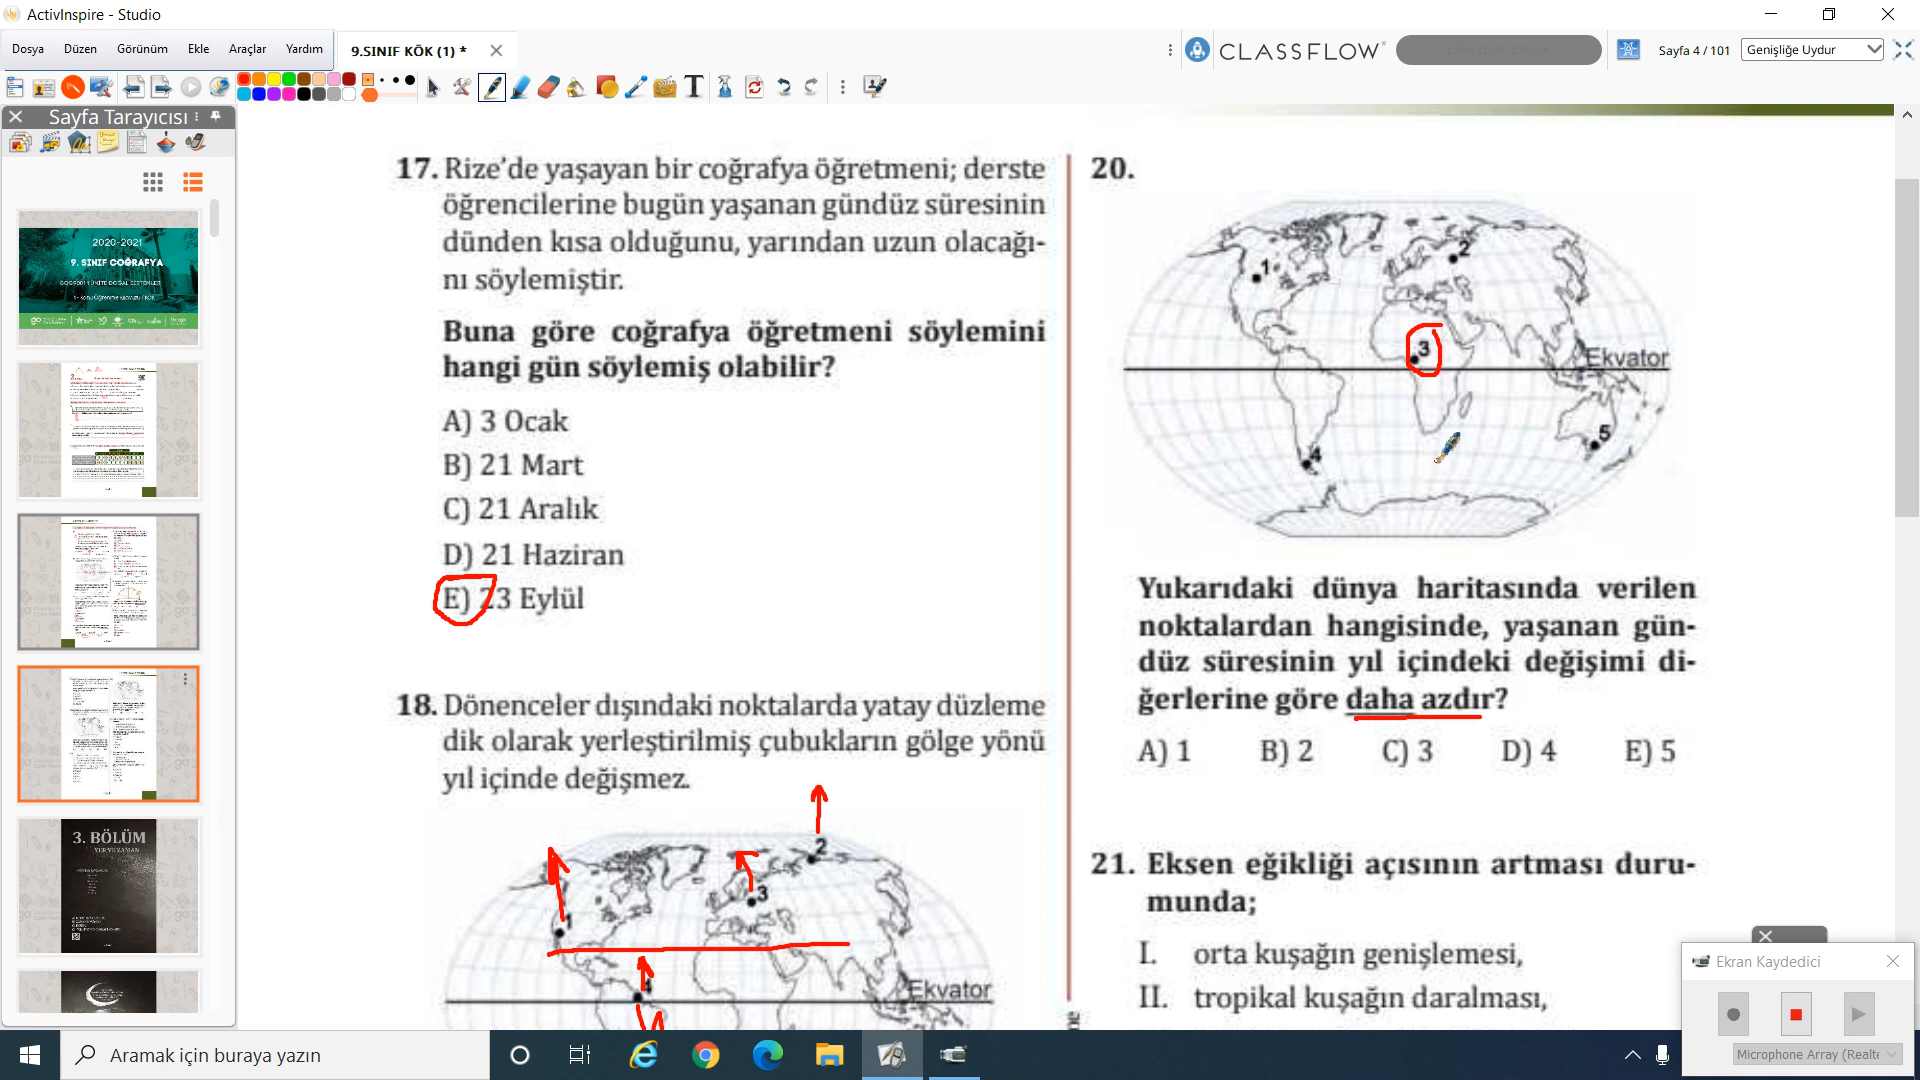 ActivInspire - Studio
Dosya Düzen Görünüm Ekle Araçlar Yardım
9.SINIF KÖK (1) *
CLASSFLOW
Sayfa 4 / 101
Genişliğe Uydur
Sayfa Tarayıcısı
2020-2021
9. SINIF COĞRAFYA
3. BÖLÜM
17. Rize'de yaşayan bir coğrafya öğretmeni; derste
öğrencilerine bugün yaşanan gündüz süresinin
dünden kısa olduğunu, yarından uzun olacağı-
nı söylemiştir.
Buna göre coğrafya öğretmeni söylemini
hangi gün söylemiş olabilir?
A) 3 Ocak
B) 21 Mart
C) 21 Aralık
D) 21 Haziran
E) 23 Eylül
18. Dönenceler dışındaki noktalarda yatay düzleme
dik olarak yerleştirilmiş çubukların gölge yönü
yıl içinde değişmez.
2
3
1
4
Ekvator
20.
1
2
3
Ekvator
5
4
Yukarıdaki dünya haritasında verilen
noktalardan hangisinde, yaşanan gün-
düz süresinin yıl içindeki değişimi di-
ğerlerine göre daha azdır?
A) 1 B) 2 C) 3 D) 4 E) 5
21. Eksen eğikliği açısının artması duru-
munda;
I. orta kuşağın genişlemesi,
II. tropikal kuşağın daralması,
Ekran Kaydedici
Microphone Array (Realte
Aramak için buraya yazın